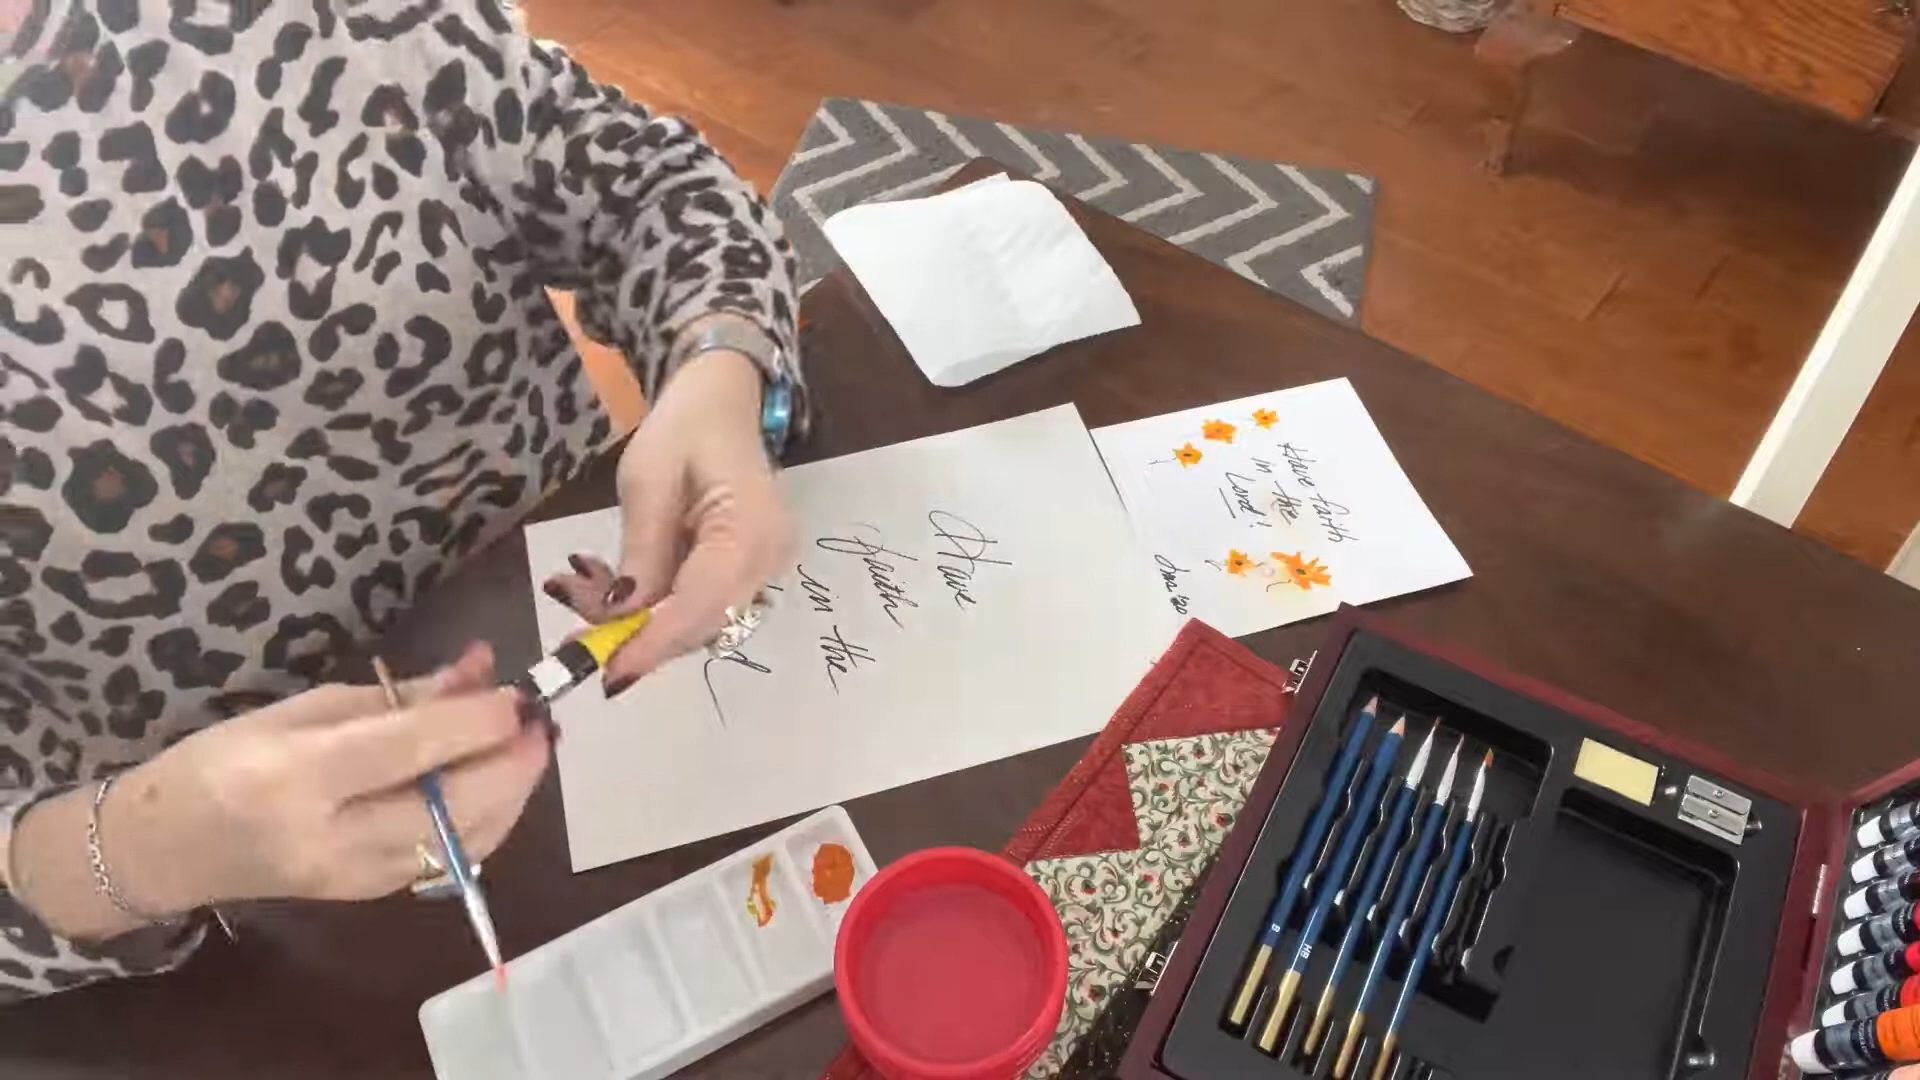 Have
Faith
in the
Have faith
in the
Lord!
B
HB